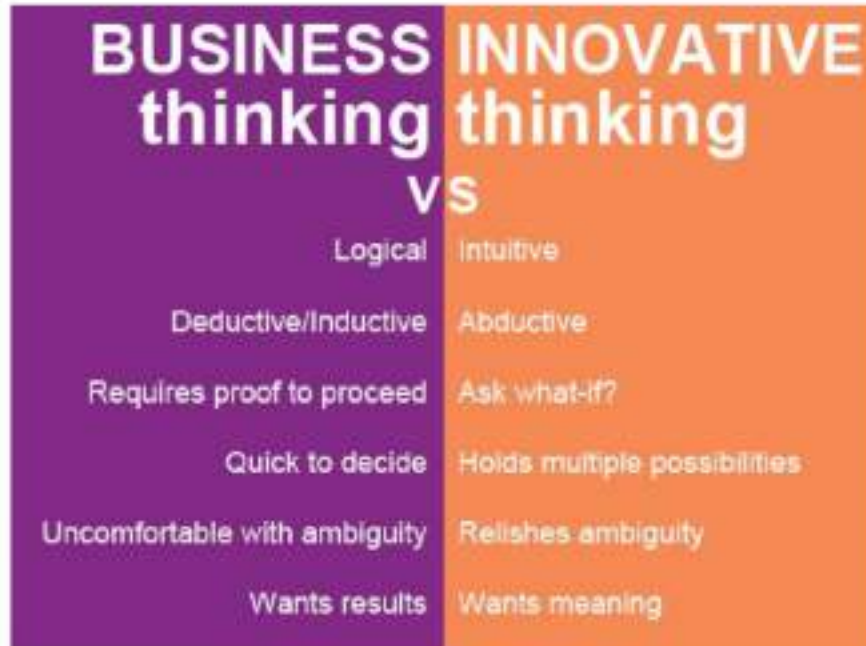 BUSINESS INNOVATIVE
thinking thinking
VS
Logical Intuitive
Deductive/Inductive Abductive
Requires proof to proceed Ask what-if?
Quick to decide Holds multiple possibilities
Uncomfortable with ambiguity Relishes ambiguity
Wants results Wants meaning